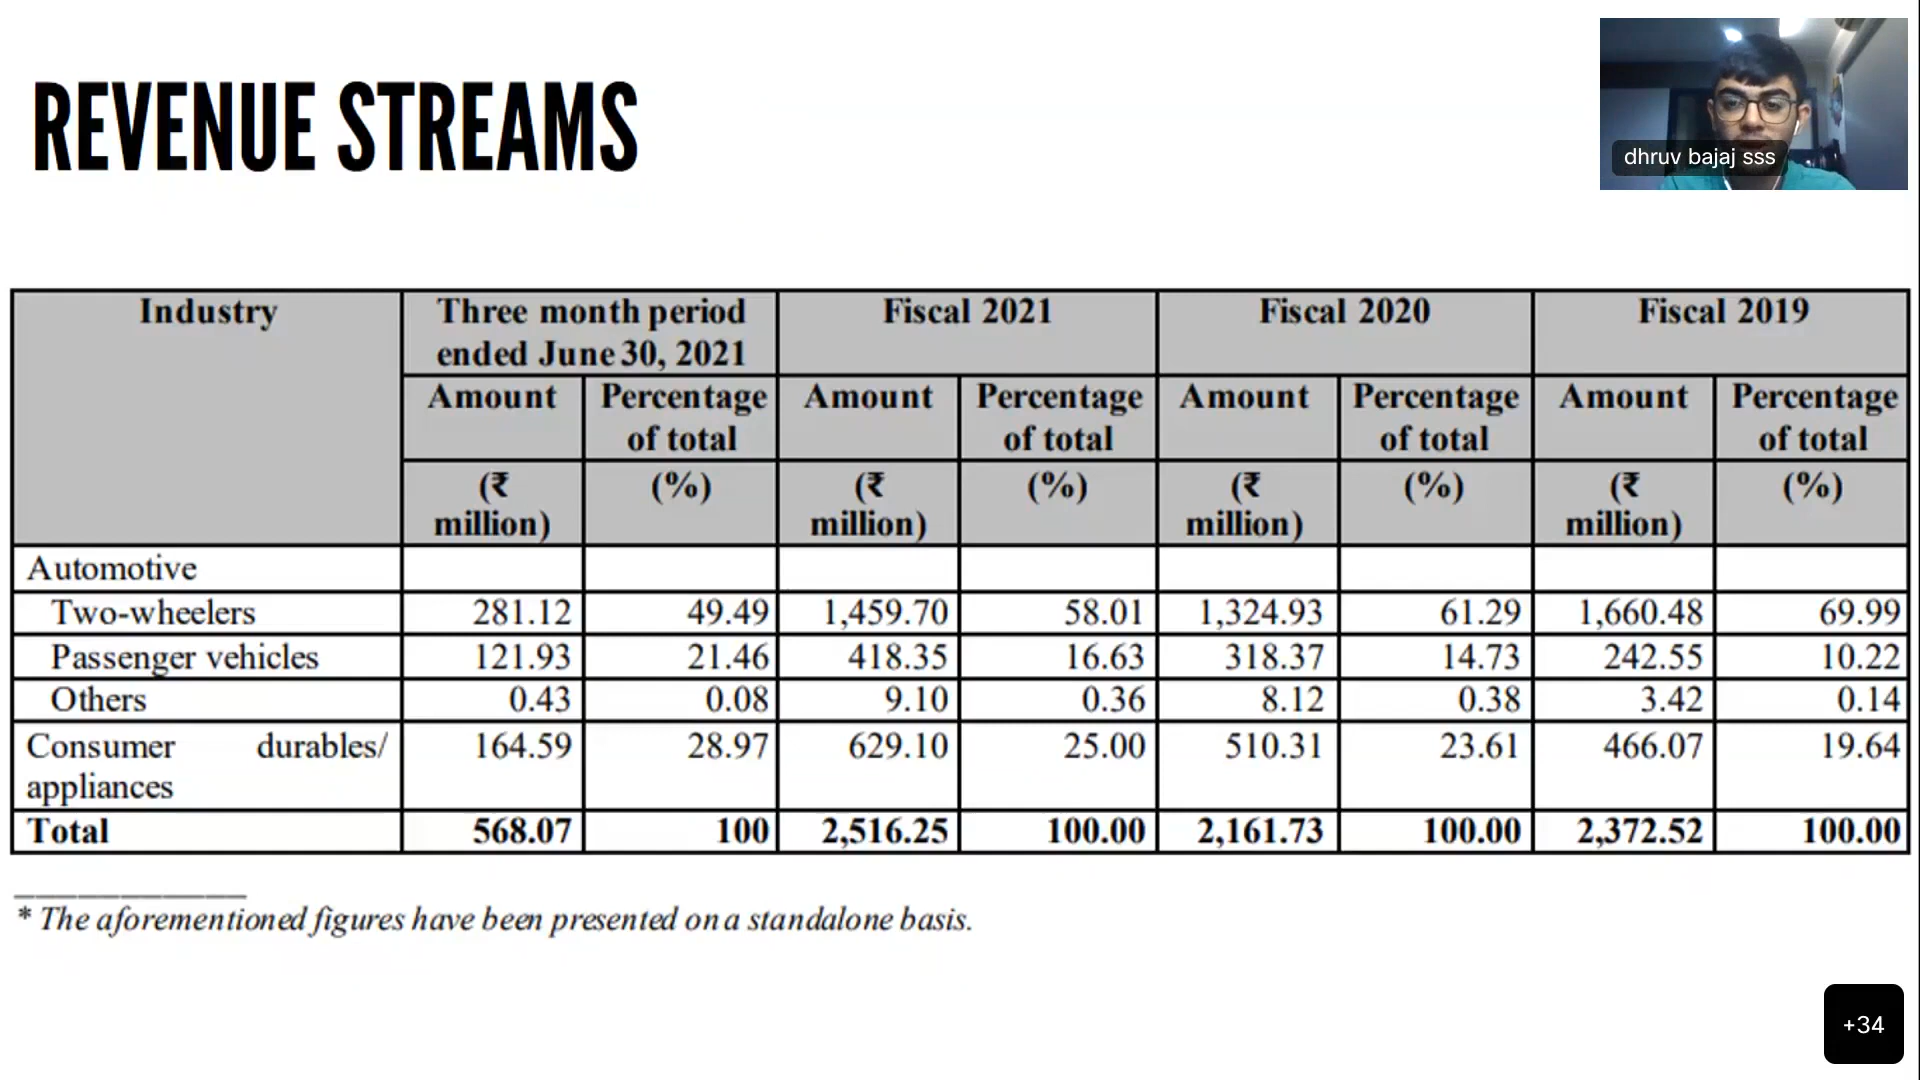 REVENUE STREAMS
dhruv bajaj sss
Industry
Three month period ended June 30, 2021
Fiscal 2021
Fiscal 2020
Fiscal 2019
Amount Percentage of total Amount Percentage of total Amount Percentage of total Amount Percentage of total
(₹ million) (%) (₹ million) (%) (₹ million) (%) (₹ million) (%)
Automotive
Two-wheelers 281.12 49.49 1,459.70 58.01 1,324.93 61.29 1,660.48 69.99
Passenger vehicles 121.93 21.46 418.35 16.63 318.37 14.73 242.55 10.22
Others 0.43 0.08 9.10 0.36 8.12 0.38 3.42 0.14
Consumer durables/ appliances 164.59 28.97 629.10 25.00 510.31 23.61 466.07 19.64
Total 568.07 100 2,516.25 100.00 2,161.73 100.00 2,372.52 100.00
* The aforementioned figures have been presented on a standalone basis.
+34